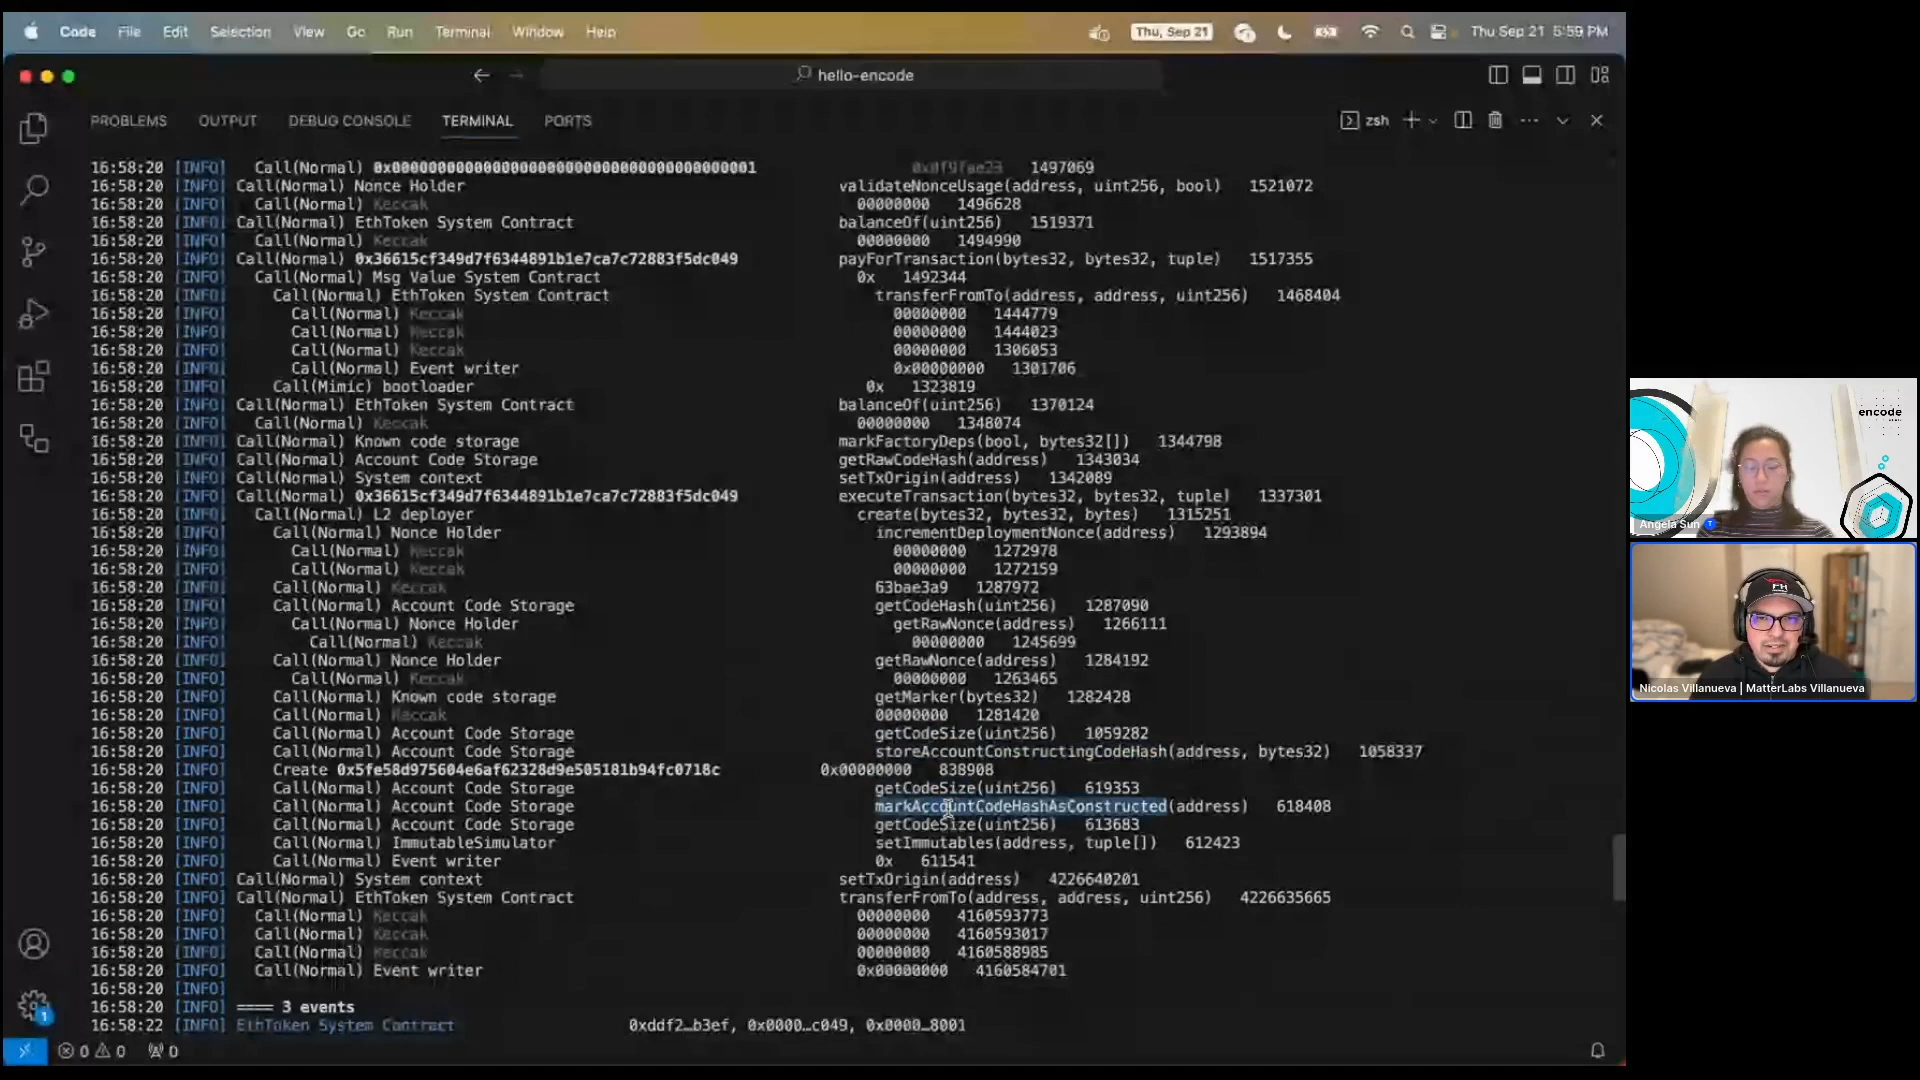 Code File Edit Selection View Go Run Terminal Window Help Thu, Sep 21 Thu Sep 21 5:59 PM
hello-encode
PROBLEMS OUTPUT DEBUG CONSOLE TERMINAL PORTS zsh
16:58:20 [INFO] Call(Normal) 0x0000000000000000000000000000000000000001 0x0f9fae23 1497069
16:58:20 [INFO] Call(Normal) Nonce Holder validateNonceUsage(address, uint256, bool) 1521072
16:58:20 [INFO] Call(Normal) Keccak 00000000 1496628
16:58:20 [INFO] Call(Normal) EthToken System Contract balanceOf(uint256) 1519371
16:58:20 [INFO] Call(Normal) Keccak 00000000 1494990
16:58:20 [INFO] Call(Normal) 0x36615cf349d7f6344891b1e7ca7c72883f5dc049 payForTransaction(bytes32, bytes32, tuple) 1517355
16:58:20 [INFO] Call(Normal) Msg Value System Contract 0x 1492344
16:58:20 [INFO] Call(Normal) EthToken System Contract transferFromTo(address, address, uint256) 1468404
16:58:20 [INFO] Call(Normal) Keccak 00000000 1444779
16:58:20 [INFO] Call(Normal) Keccak 00000000 1444023
16:58:20 [INFO] Call(Normal) Keccak 00000000 1306053
16:58:20 [INFO] Call(Normal) Event writer 0x00000000 1301706
16:58:20 [INFO] Call(Mimic) bootloader 0x 1323819
16:58:20 [INFO] Call(Normal) EthToken System Contract balanceOf(uint256) 1370124
16:58:20 [INFO] Call(Normal) Keccak 00000000 1348074
16:58:20 [INFO] Call(Normal) Known code storage markFactoryDeps(bool, bytes32[]) 1344798
16:58:20 [INFO] Call(Normal) Account Code Storage getRawCodeHash(address) 1343034
16:58:20 [INFO] Call(Normal) System context setTxOrigin(address) 1342089
16:58:20 [INFO] Call(Normal) 0x36615cf349d7f6344891b1e7ca7c72883f5dc049 executeTransaction(bytes32, bytes32, tuple) 1337301
16:58:20 [INFO] Call(Normal) L2 deployer create(bytes32, bytes32, bytes) 1315251
16:58:20 [INFO] Call(Normal) Nonce Holder incrementDeploymentNonce(address) 1293894
16:58:20 [INFO] Call(Normal) Keccak 00000000 1272978
16:58:20 [INFO] Call(Normal) Keccak 00000000 1272159
16:58:20 [INFO] Call(Normal) Keccak 63bae3a9 1287972
16:58:20 [INFO] Call(Normal) Account Code Storage getCodeHash(uint256) 1287090
16:58:20 [INFO] Call(Normal) Nonce Holder getRawNonce(address) 1266111
16:58:20 [INFO] Call(Normal) Keccak 00000000 1245699
16:58:20 [INFO] Call(Normal) Nonce Holder getRawNonce(address) 1284192
16:58:20 [INFO] Call(Normal) Keccak 00000000 1263465
16:58:20 [INFO] Call(Normal) Known code storage getMarker(bytes32) 1282428
16:58:20 [INFO] Call(Normal) Keccak 00000000 1281420
16:58:20 [INFO] Call(Normal) Account Code Storage getCodeSize(uint256) 1059282
16:58:20 [INFO] Call(Normal) Account Code Storage storeAccountConstructingCodeHash(address, bytes32) 1058337
16:58:20 [INFO] Create 0x5fe58d975604e6af62328d9e505181b94fc0718c 0x00000000 838908
16:58:20 [INFO] Call(Normal) Account Code Storage getCodeSize(uint256) 619353
16:58:20 [INFO] Call(Normal) Account Code Storage markAccountCodeHashAsConstructed(address) 618408
16:58:20 [INFO] Call(Normal) Account Code Storage getCodeSize(uint256) 613683
16:58:20 [INFO] Call(Normal) ImmutableSimulator setImmutables(address, tuple[]) 612423
16:58:20 [INFO] Call(Normal) Event writer 0x 611541
16:58:20 [INFO] Call(Normal) System context setTxOrigin(address) 4226640201
16:58:20 [INFO] Call(Normal) EthToken System Contract transferFromTo(address, address, uint256) 4226635665
16:58:20 [INFO] Call(Normal) Keccak 00000000 4160593773
16:58:20 [INFO] Call(Normal) Keccak 00000000 4160593017
16:58:20 [INFO] Call(Normal) Keccak 00000000 4160588985
16:58:20 [INFO] Call(Normal) Event writer 0x00000000 4160584701
16:58:20 [INFO]
16:58:20 [INFO] ==== 3 events
16:58:22 [INFO] EthToken System Contract 0xddf2…b3ef, 0x0000…c049, 0x0000…8001
0 0 0
1
encode
Angela Sun T
FH
Nicolas Villanueva | MatterLabs Villanueva